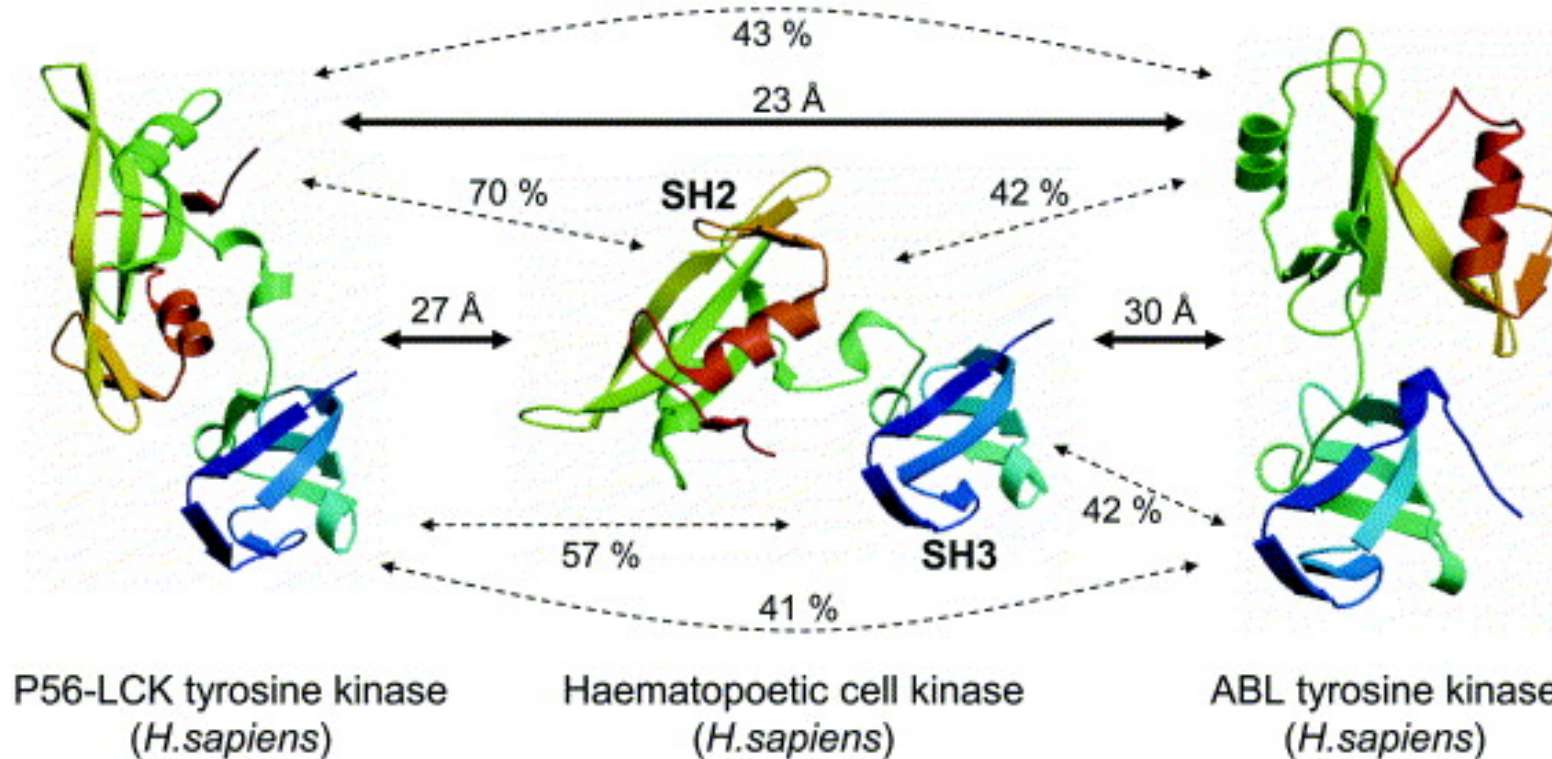 43 %
23 Å
70 %
SH2
42 %
27 Å
30 Å
42 %
57 %
SH3
41 %
P56-LCK tyrosine kinase
(H.sapiens)
Haematopoetic cell kinase
(H.sapiens)
ABL tyrosine kinase
(H.sapiens)